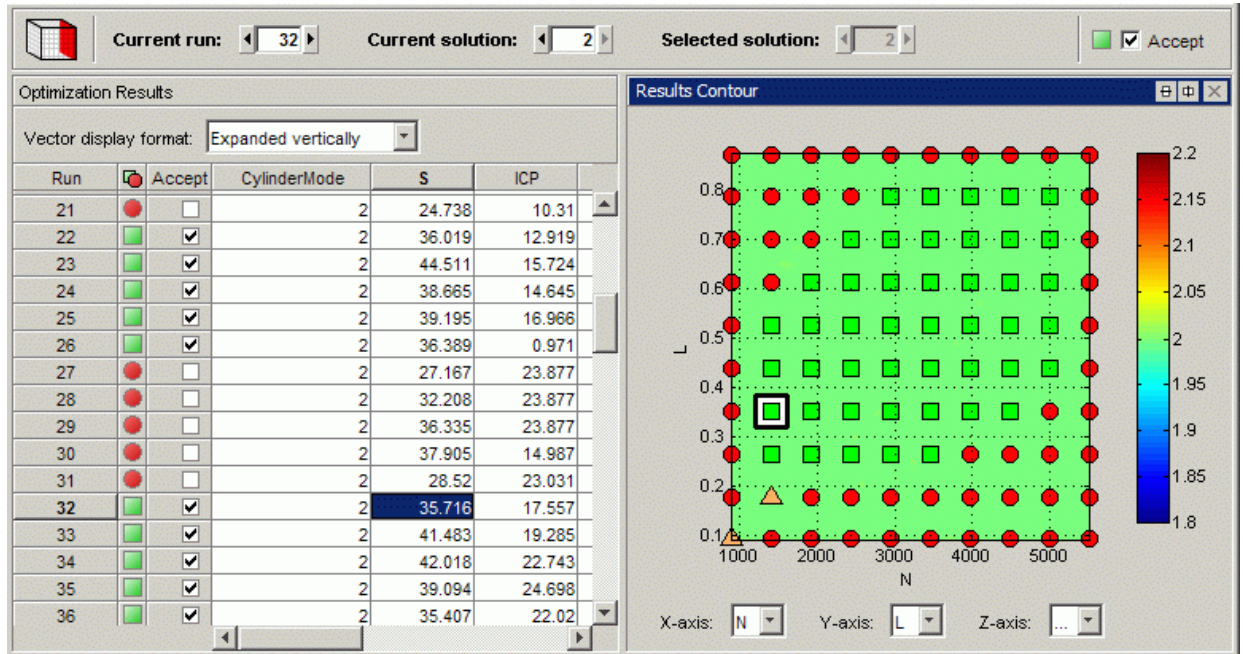 Current run: 32 Current solution: 2 Selected solution: 2 Accept
Optimization Results
Vector display format: Expanded vertically
Run Accept CylinderMode S ICP
21 2 24.738 10.31
22 2 36.019 12.919
23 2 44.511 15.724
24 2 38.665 14.645
25 2 39.195 16.966
26 2 36.389 0.971
27 2 27.167 23.877
28 2 32.208 23.877
29 2 36.335 23.877
30 2 37.905 14.987
31 2 28.52 23.031
32 2 35.716 17.557
33 2 41.483 19.285
34 2 42.018 22.743
35 2 39.094 24.698
36 2 35.407 22.02
Results Contour
0.8
0.7
0.6
0.5
0.4
0.3
0.2
0.1
L
1000 2000 3000 4000 5000
N
2.2
2.15
2.1
2.05
2
1.95
1.9
1.85
1.8
X-axis: N Y-axis: L Z-axis: ...